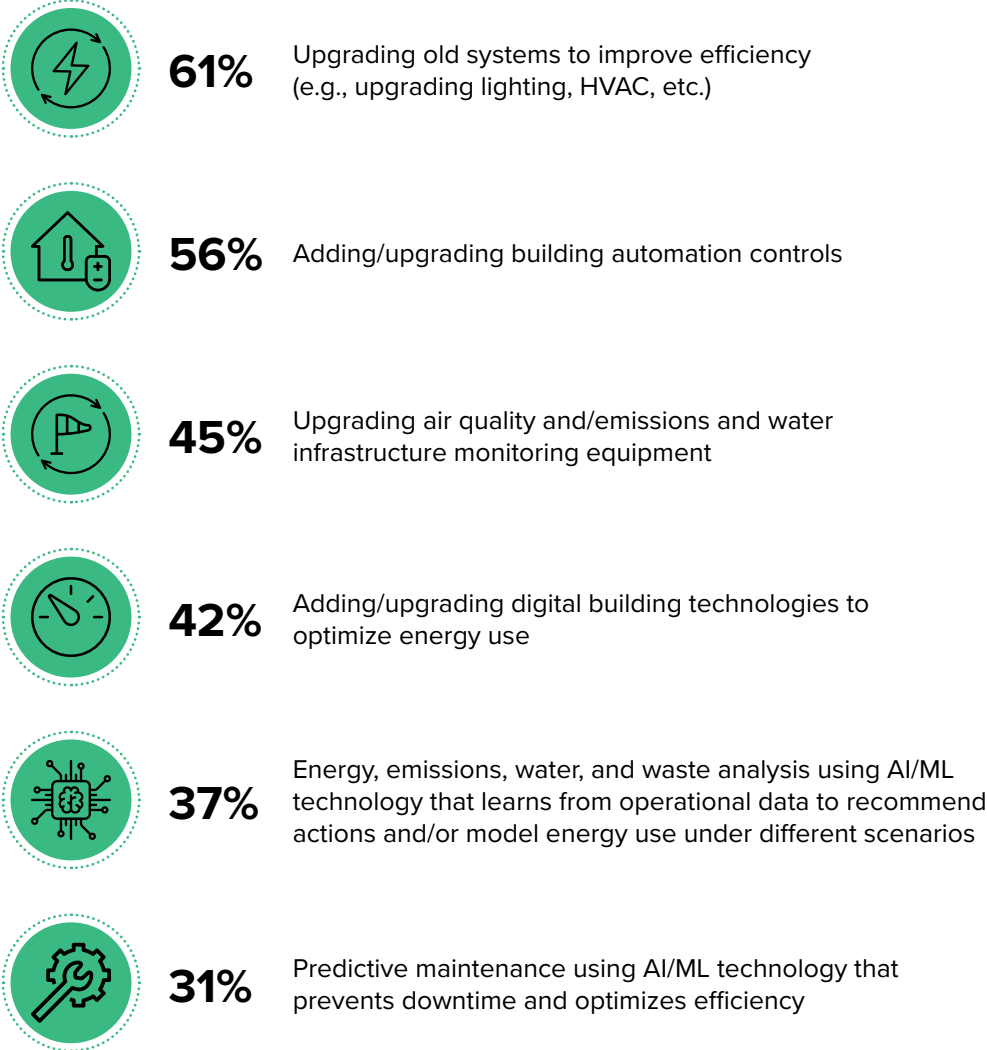 61%
Upgrading old systems to improve efficiency
(e.g., upgrading lighting, HVAC, etc.)
56%
Adding/upgrading building automation controls
45%
Upgrading air quality and/emissions and water
infrastructure monitoring equipment
42%
Adding/upgrading digital building technologies to
optimize energy use
37%
Energy, emissions, water, and waste analysis using AI/ML
technology that learns from operational data to recommend
actions and/or model energy use under different scenarios
31%
Predictive maintenance using AI/ML technology that
prevents downtime and optimizes efficiency